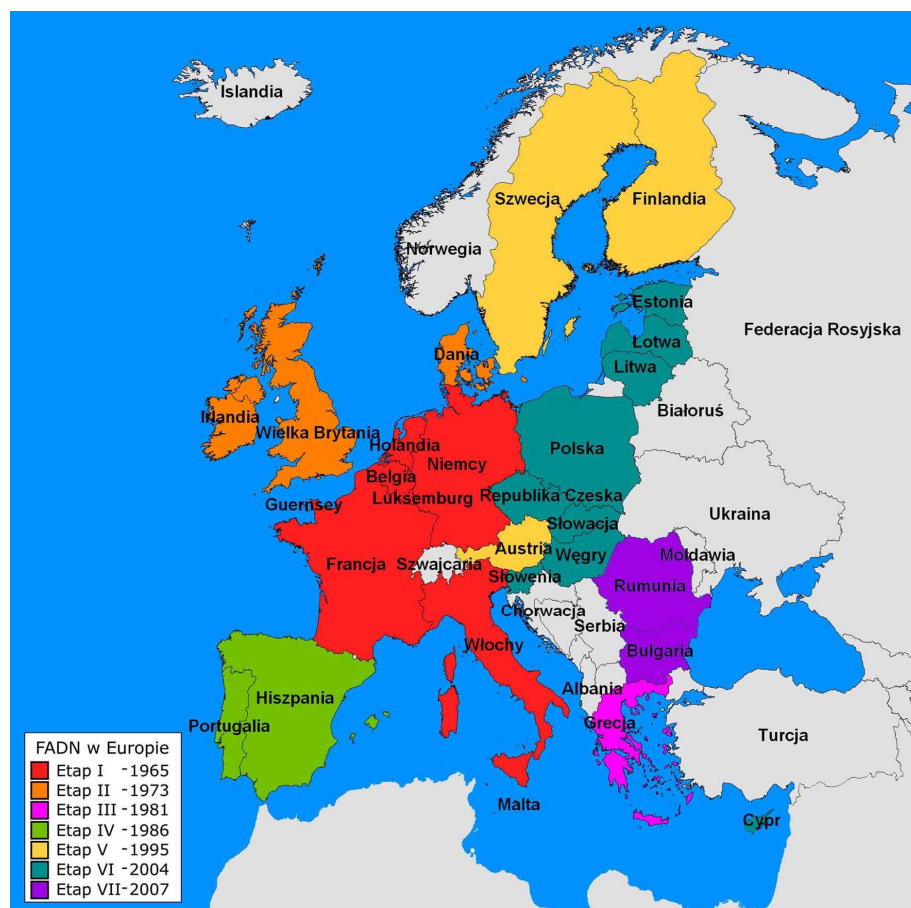 Islandia
Szwecja
Finlandia
Norwegia
Estonia
Federacja Rosyjska
Łotwa
Dania
Litwa
Białoruś
Irlandia
Wielka Brytania
Holandia
Niemcy
Polska
Belgia
Luksemburg
Republika Czeska
Guernsey
Ukraina
Słowacja
Austria
Węgry
Mołdawia
Francja
Szwajcaria
Słowenia
Rumunia
Chorwacja
Serbia
Włochy
Bułgaria
Albania
Hiszpania
Portugalia
Grecja
Turcja
Malta
Cypr
FADN w Europie
Etap I -1965
Etap II -1973
Etap III -1981
Etap IV -1986
Etap V -1995
Etap VI -2004
Etap VII-2007